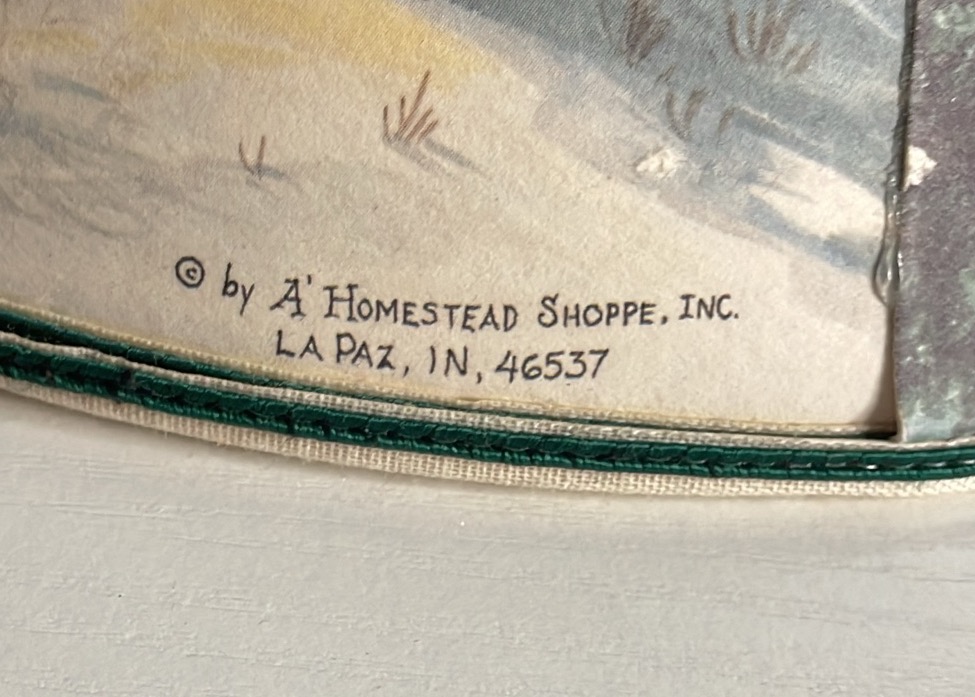 © by A' HOMESTEAD SHOPPE, INC.
LA PAZ, IN, 46537